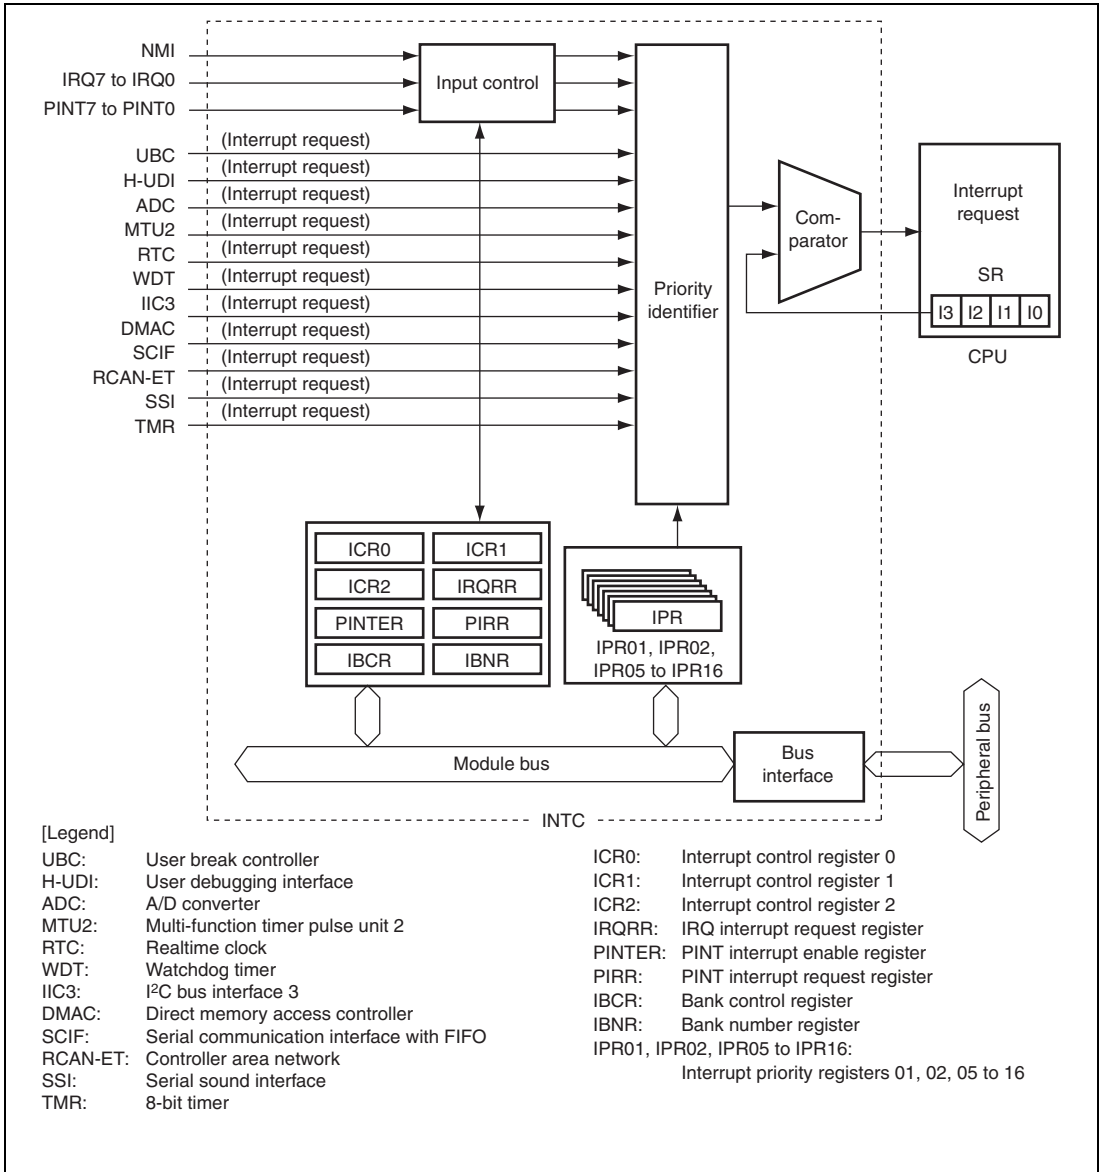 NMI
IRQ7 to IRQ0
PINT7 to PINT0
Input control
UBC
(Interrupt request)
H-UDI
(Interrupt request)
ADC
(Interrupt request)
MTU2
(Interrupt request)
RTC
(Interrupt request)
WDT
(Interrupt request)
IIC3
(Interrupt request)
DMAC
(Interrupt request)
SCIF
(Interrupt request)
RCAN-ET
(Interrupt request)
SSI
(Interrupt request)
TMR
Priority
identifier
Com-
parator
Interrupt
request
SR
I3 I2 I1 I0
CPU
ICR0 ICR1
ICR2 IRQRR
PINTER PIRR
IBCR IBNR
IPR
IPR01, IPR02,
IPR05 to IPR16
Module bus
Bus
interface
Peripheral bus
INTC
[Legend]
UBC: User break controller
H-UDI: User debugging interface
ADC: A/D converter
MTU2: Multi-function timer pulse unit 2
RTC: Realtime clock
WDT: Watchdog timer
IIC3: I²C bus interface 3
DMAC: Direct memory access controller
SCIF: Serial communication interface with FIFO
RCAN-ET: Controller area network
SSI: Serial sound interface
TMR: 8-bit timer
ICR0: Interrupt control register 0
ICR1: Interrupt control register 1
ICR2: Interrupt control register 2
IRQRR: IRQ interrupt request register
PINTER: PINT interrupt enable register
PIRR: PINT interrupt request register
IBCR: Bank control register
IBNR: Bank number register
IPR01, IPR02, IPR05 to IPR16:
Interrupt priority registers 01, 02, 05 to 16